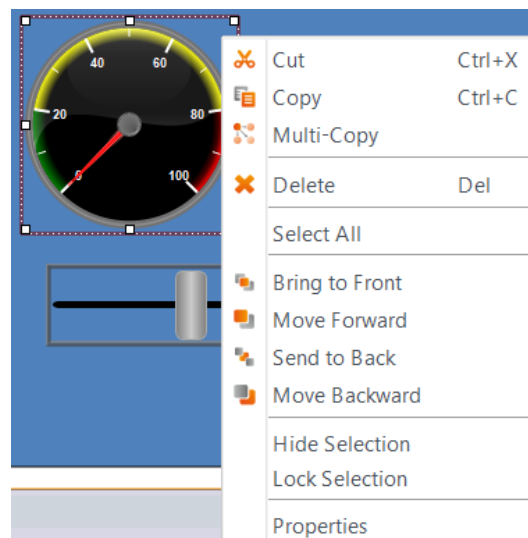 40 60
20 80
0 100
Cut Ctrl+X
Copy Ctrl+C
Multi-Copy
Delete Del
Select All
Bring to Front
Move Forward
Send to Back
Move Backward
Hide Selection
Lock Selection
Properties